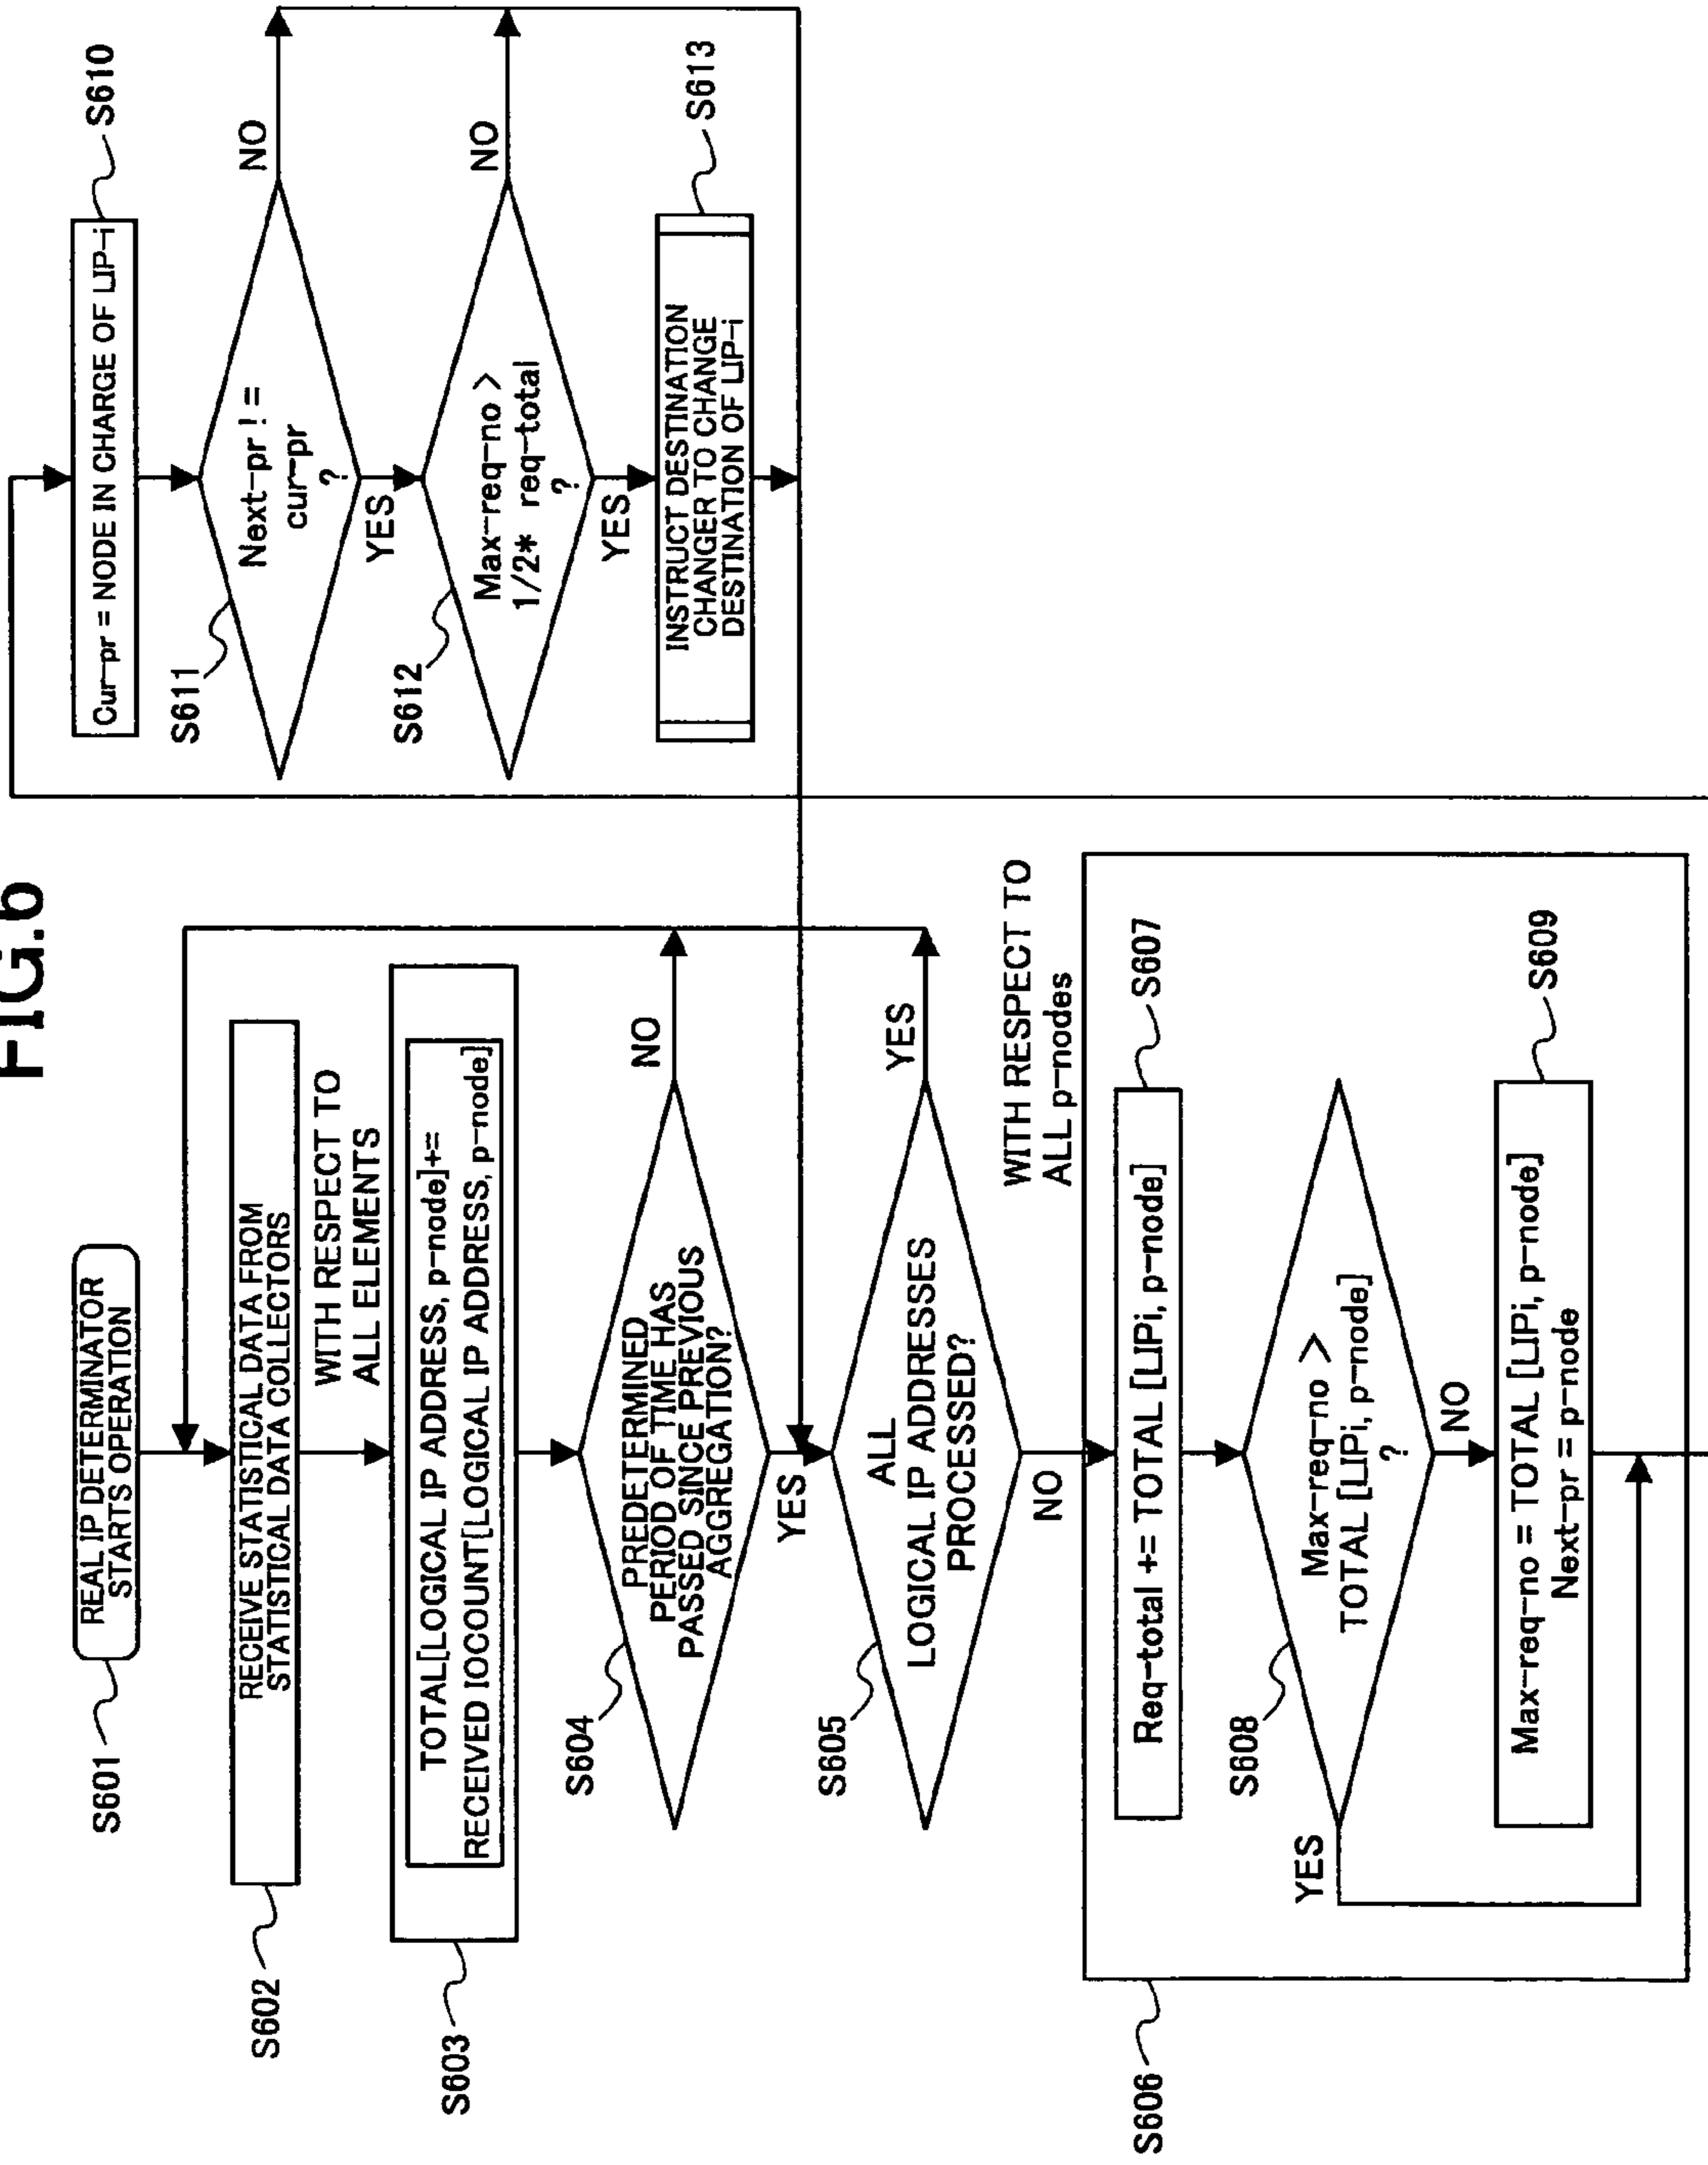 FIG.6
REAL IP DETERMINATOR
STARTS OPERATION
S601
RECEIVE STATISTICAL DATA FROM
STATISTICAL DATA COLLECTORS
S602
WITH RESPECT TO
ALL ELEMENTS
TOTAL[LOGICAL IP ADDRESS, p-node]+=
RECEIVED IOCOUNT[LOGICAL IP ADDRESS, p-node]
S603
S604
PREDETERMINED
PERIOD OF TIME HAS
PASSED SINCE PREVIOUS
AGGREGATION?
NO
YES
S605
ALL
LOGICAL IP ADDRESSES
PROCESSED?
YES
NO
WITH RESPECT TO
ALL p-nodes
S606
Req-total += TOTAL [LIPi, p-node]
S607
S608
Max-req-no >
TOTAL [LIPi, p-node]
?
YES
NO
Max-req-no = TOTAL [LIPi, p-node]
Next-pr = p-node
S609
Cur-pr = NODE IN CHARGE OF LIP-i
S610
S611
Next-pr !=
cur-pr
?
NO
YES
S612
Max-req-no >
1/2* req-total
?
NO
YES
INSTRUCT DESTINATION
CHANGER TO CHANGE
DESTINATION OF LIP-i
S613